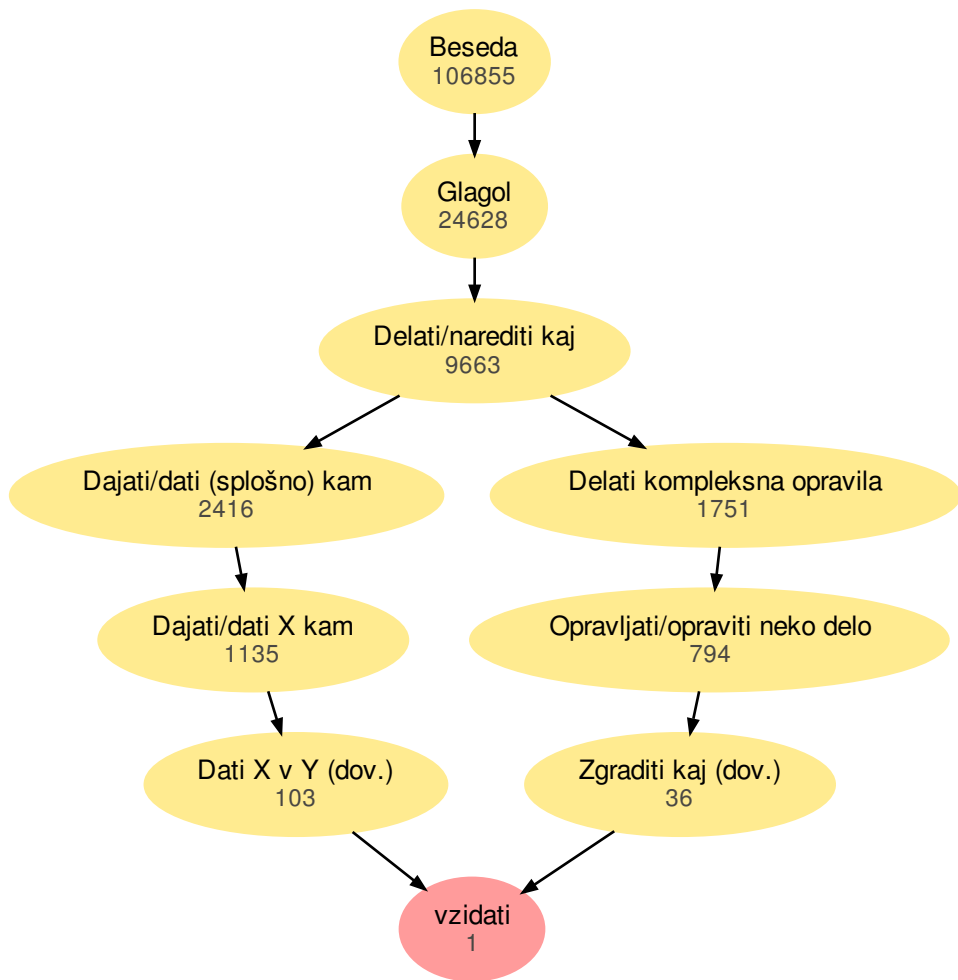 Beseda
106855
Glagol
24628
Delati/narediti kaj
9663
Dajati/dati (splošno) kam
2416
Delati kompleksna opravila
1751
Dajati/dati X kam
1135
Opravljati/opraviti neko delo
794
Dati X v Y (dov.)
103
Zgraditi kaj (dov.)
36
vzidati
1